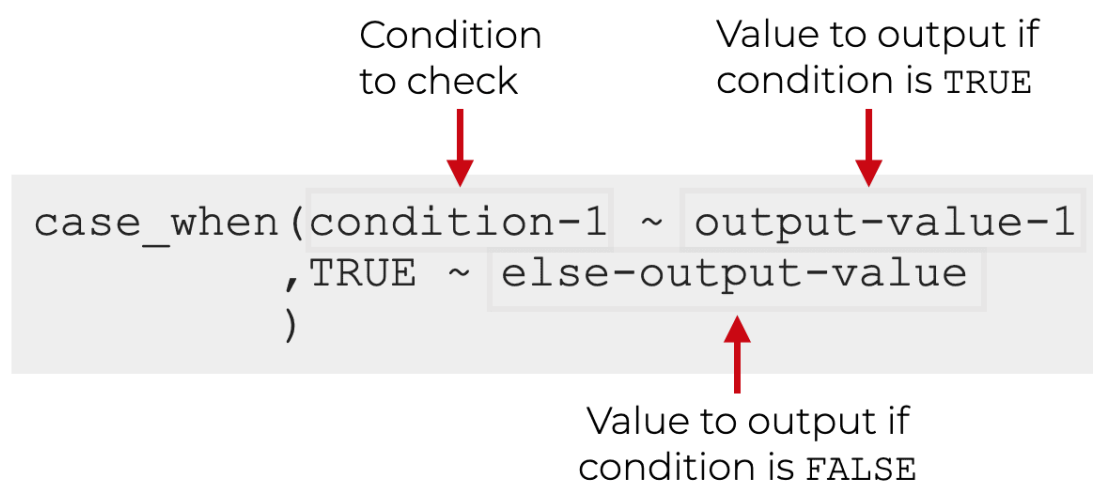 Condition
to check
Value to output if
condition is TRUE
case_when(condition-1 ~ output-value-1
,TRUE ~ else-output-value
)
Value to output if
condition is FALSE